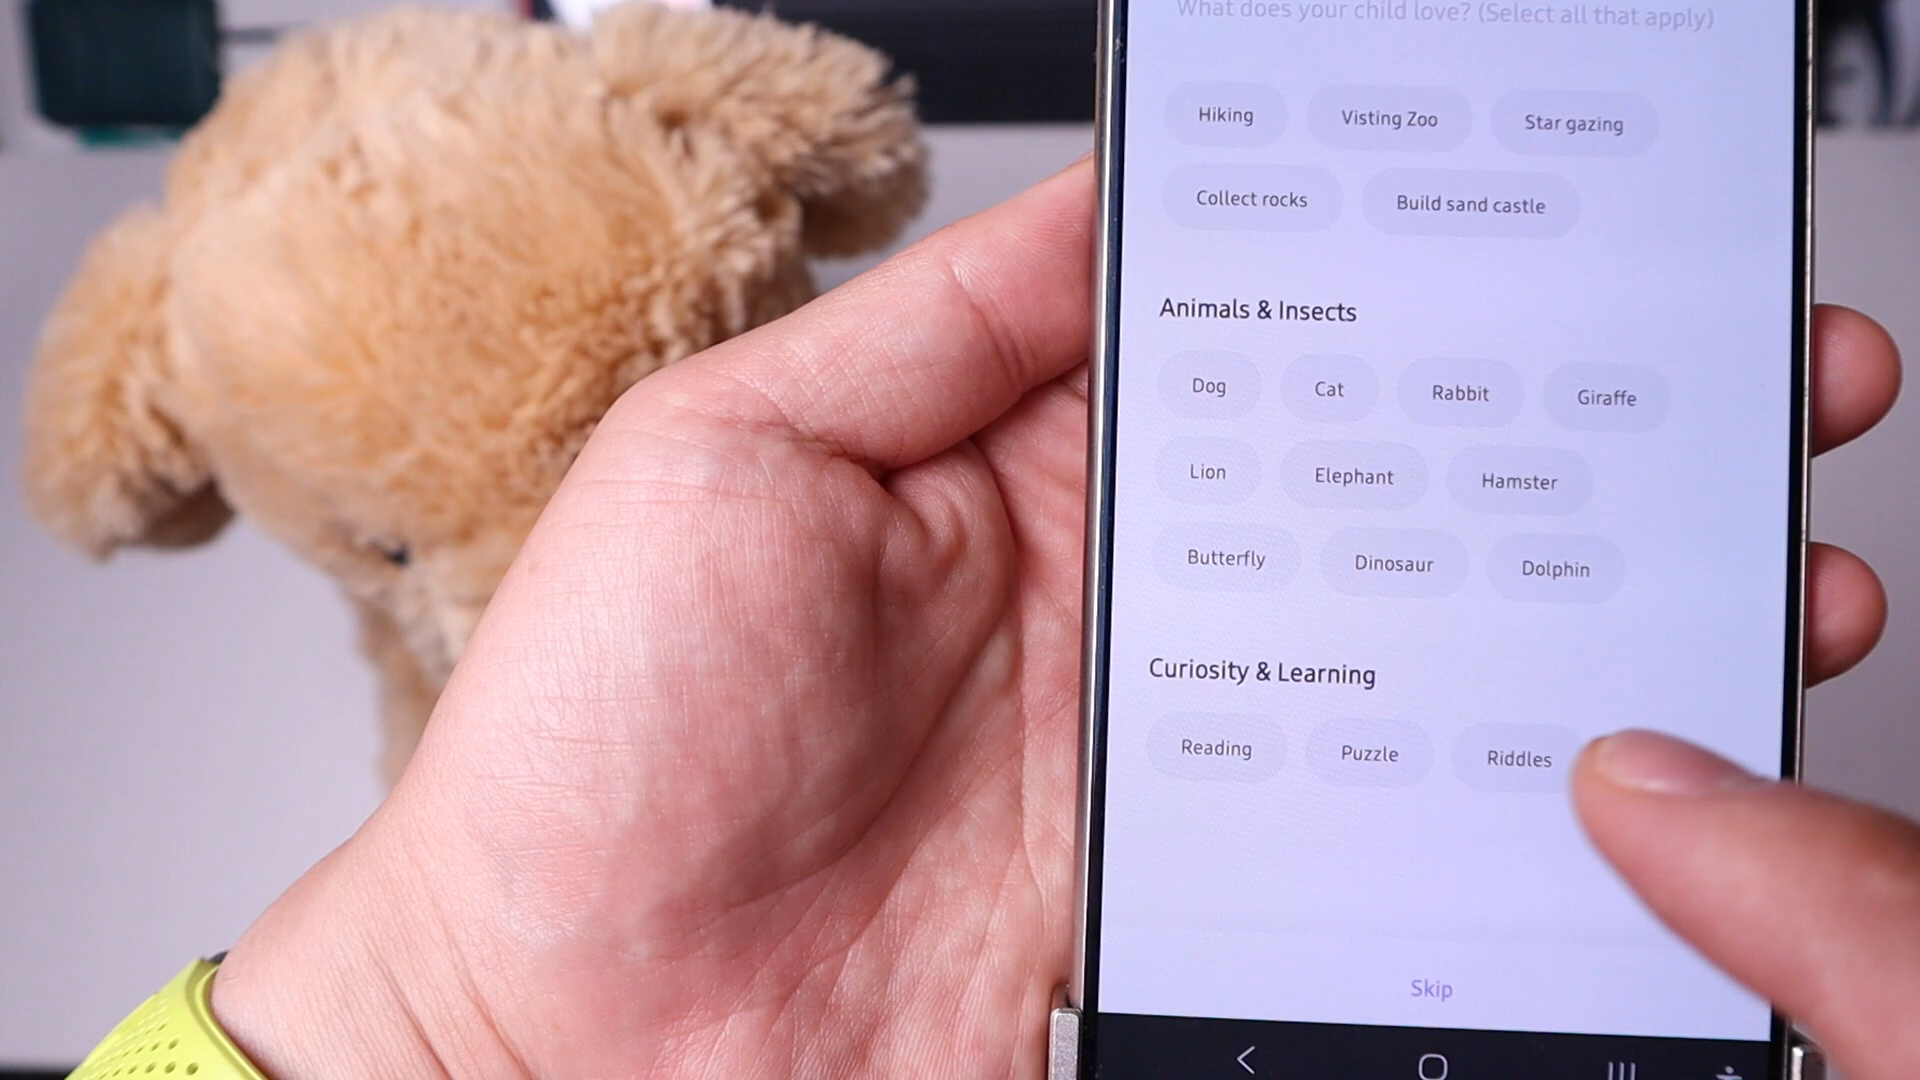 What does your child love? (Select all that apply)
Hiking Visting Zoo Star gazing
Collect rocks Build sand castle
Animals & Insects
Dog Cat Rabbit Giraffe
Lion Elephant Hamster
Butterfly Dinosaur Dolphin
Curiosity & Learning
Reading Puzzle Riddles
Skip